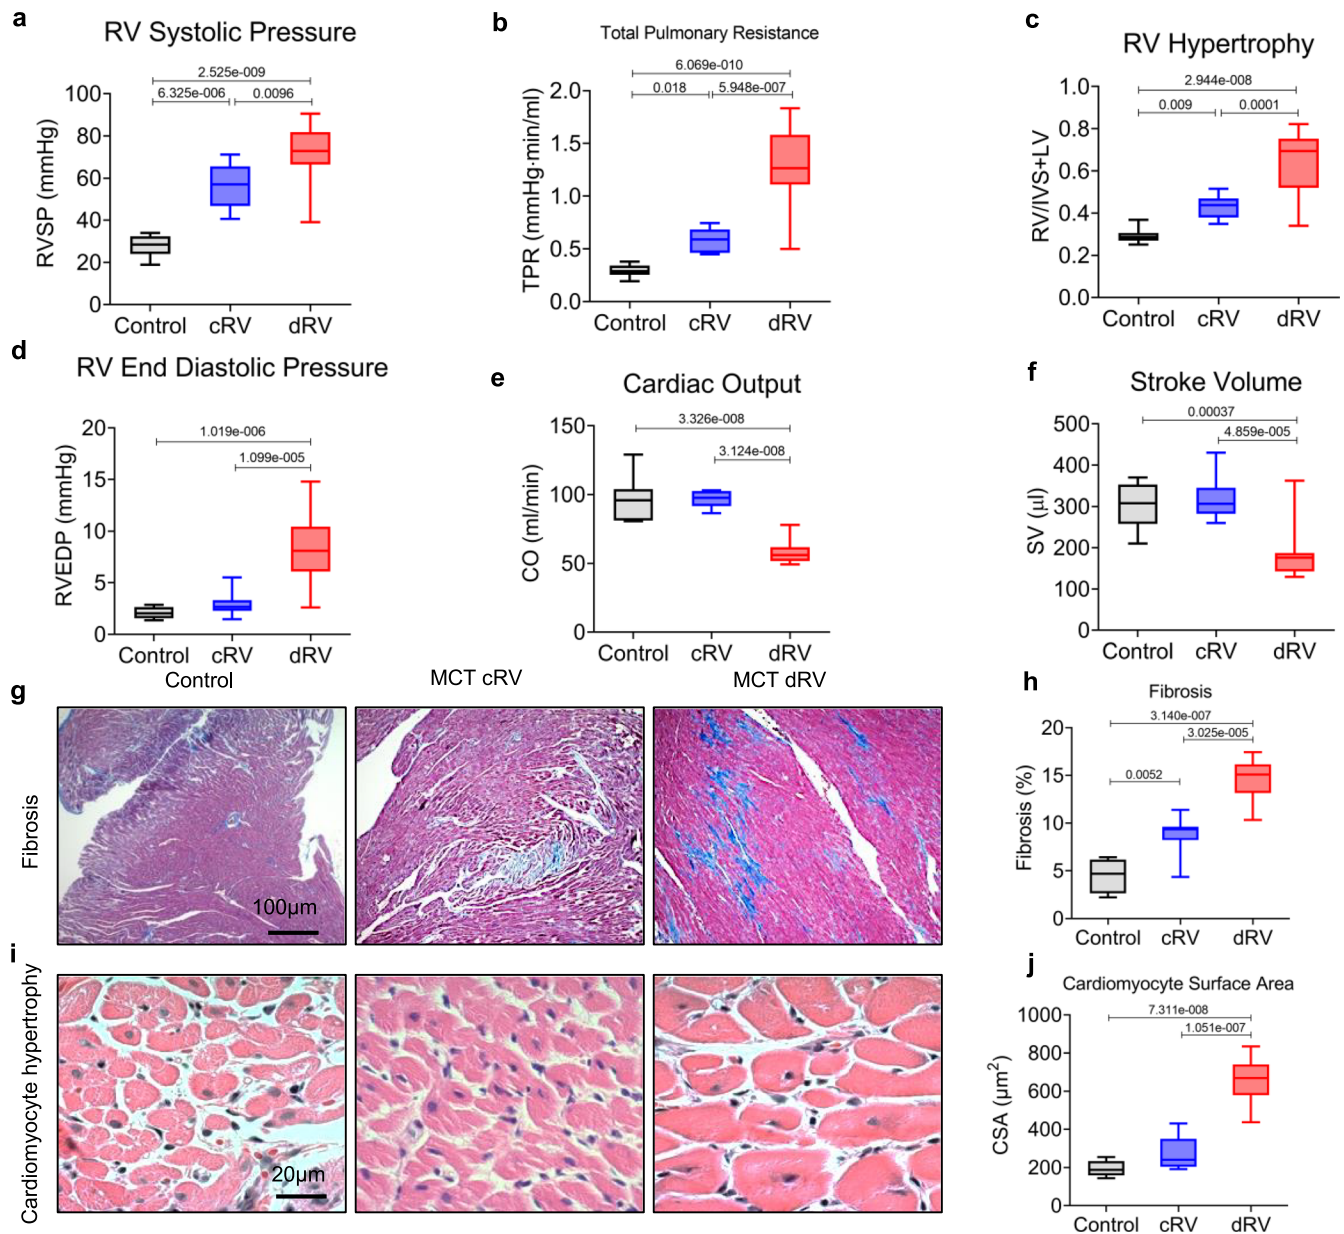 a
RV Systolic Pressure
2.525e-009
6.325e-006
0.0096
RVSP (mmHg)
100
80
60
40
20
0
Control
cRV
dRV
b
Total Pulmonary Resistance
6.069e-010
0.018
5.948e-007
TPR (mmHg·min/ml)
2.0
1.5
1.0
0.5
0.0
Control
cRV
dRV
c
RV Hypertrophy
2.944e-008
0.009
0.0001
RV/IVS+LV
1.0
0.8
0.6
0.4
0.2
0.0
Control
cRV
dRV
d
RV End Diastolic Pressure
1.019e-006
1.099e-005
RVEDP (mmHg)
20
15
10
5
0
Control
cRV
dRV
e
Cardiac Output
3.326e-008
3.124e-008
CO (ml/min)
150
100
50
0
Control
cRV
dRV
f
Stroke Volume
0.00037
4.859e-005
SV (µl)
500
400
300
200
100
0
Control
cRV
dRV
g
Control
MCT cRV
MCT dRV
Fibrosis
100µm
h
Fibrosis
3.140e-007
3.025e-005
0.0052
Fibrosis (%)
20
15
10
5
0
Control
cRV
dRV
i
Cardiomyocyte hypertrophy
20µm
j
Cardiomyocyte Surface Area
7.311e-008
1.051e-007
CSA (µm²)
1000
800
600
400
200
0
Control
cRV
dRV